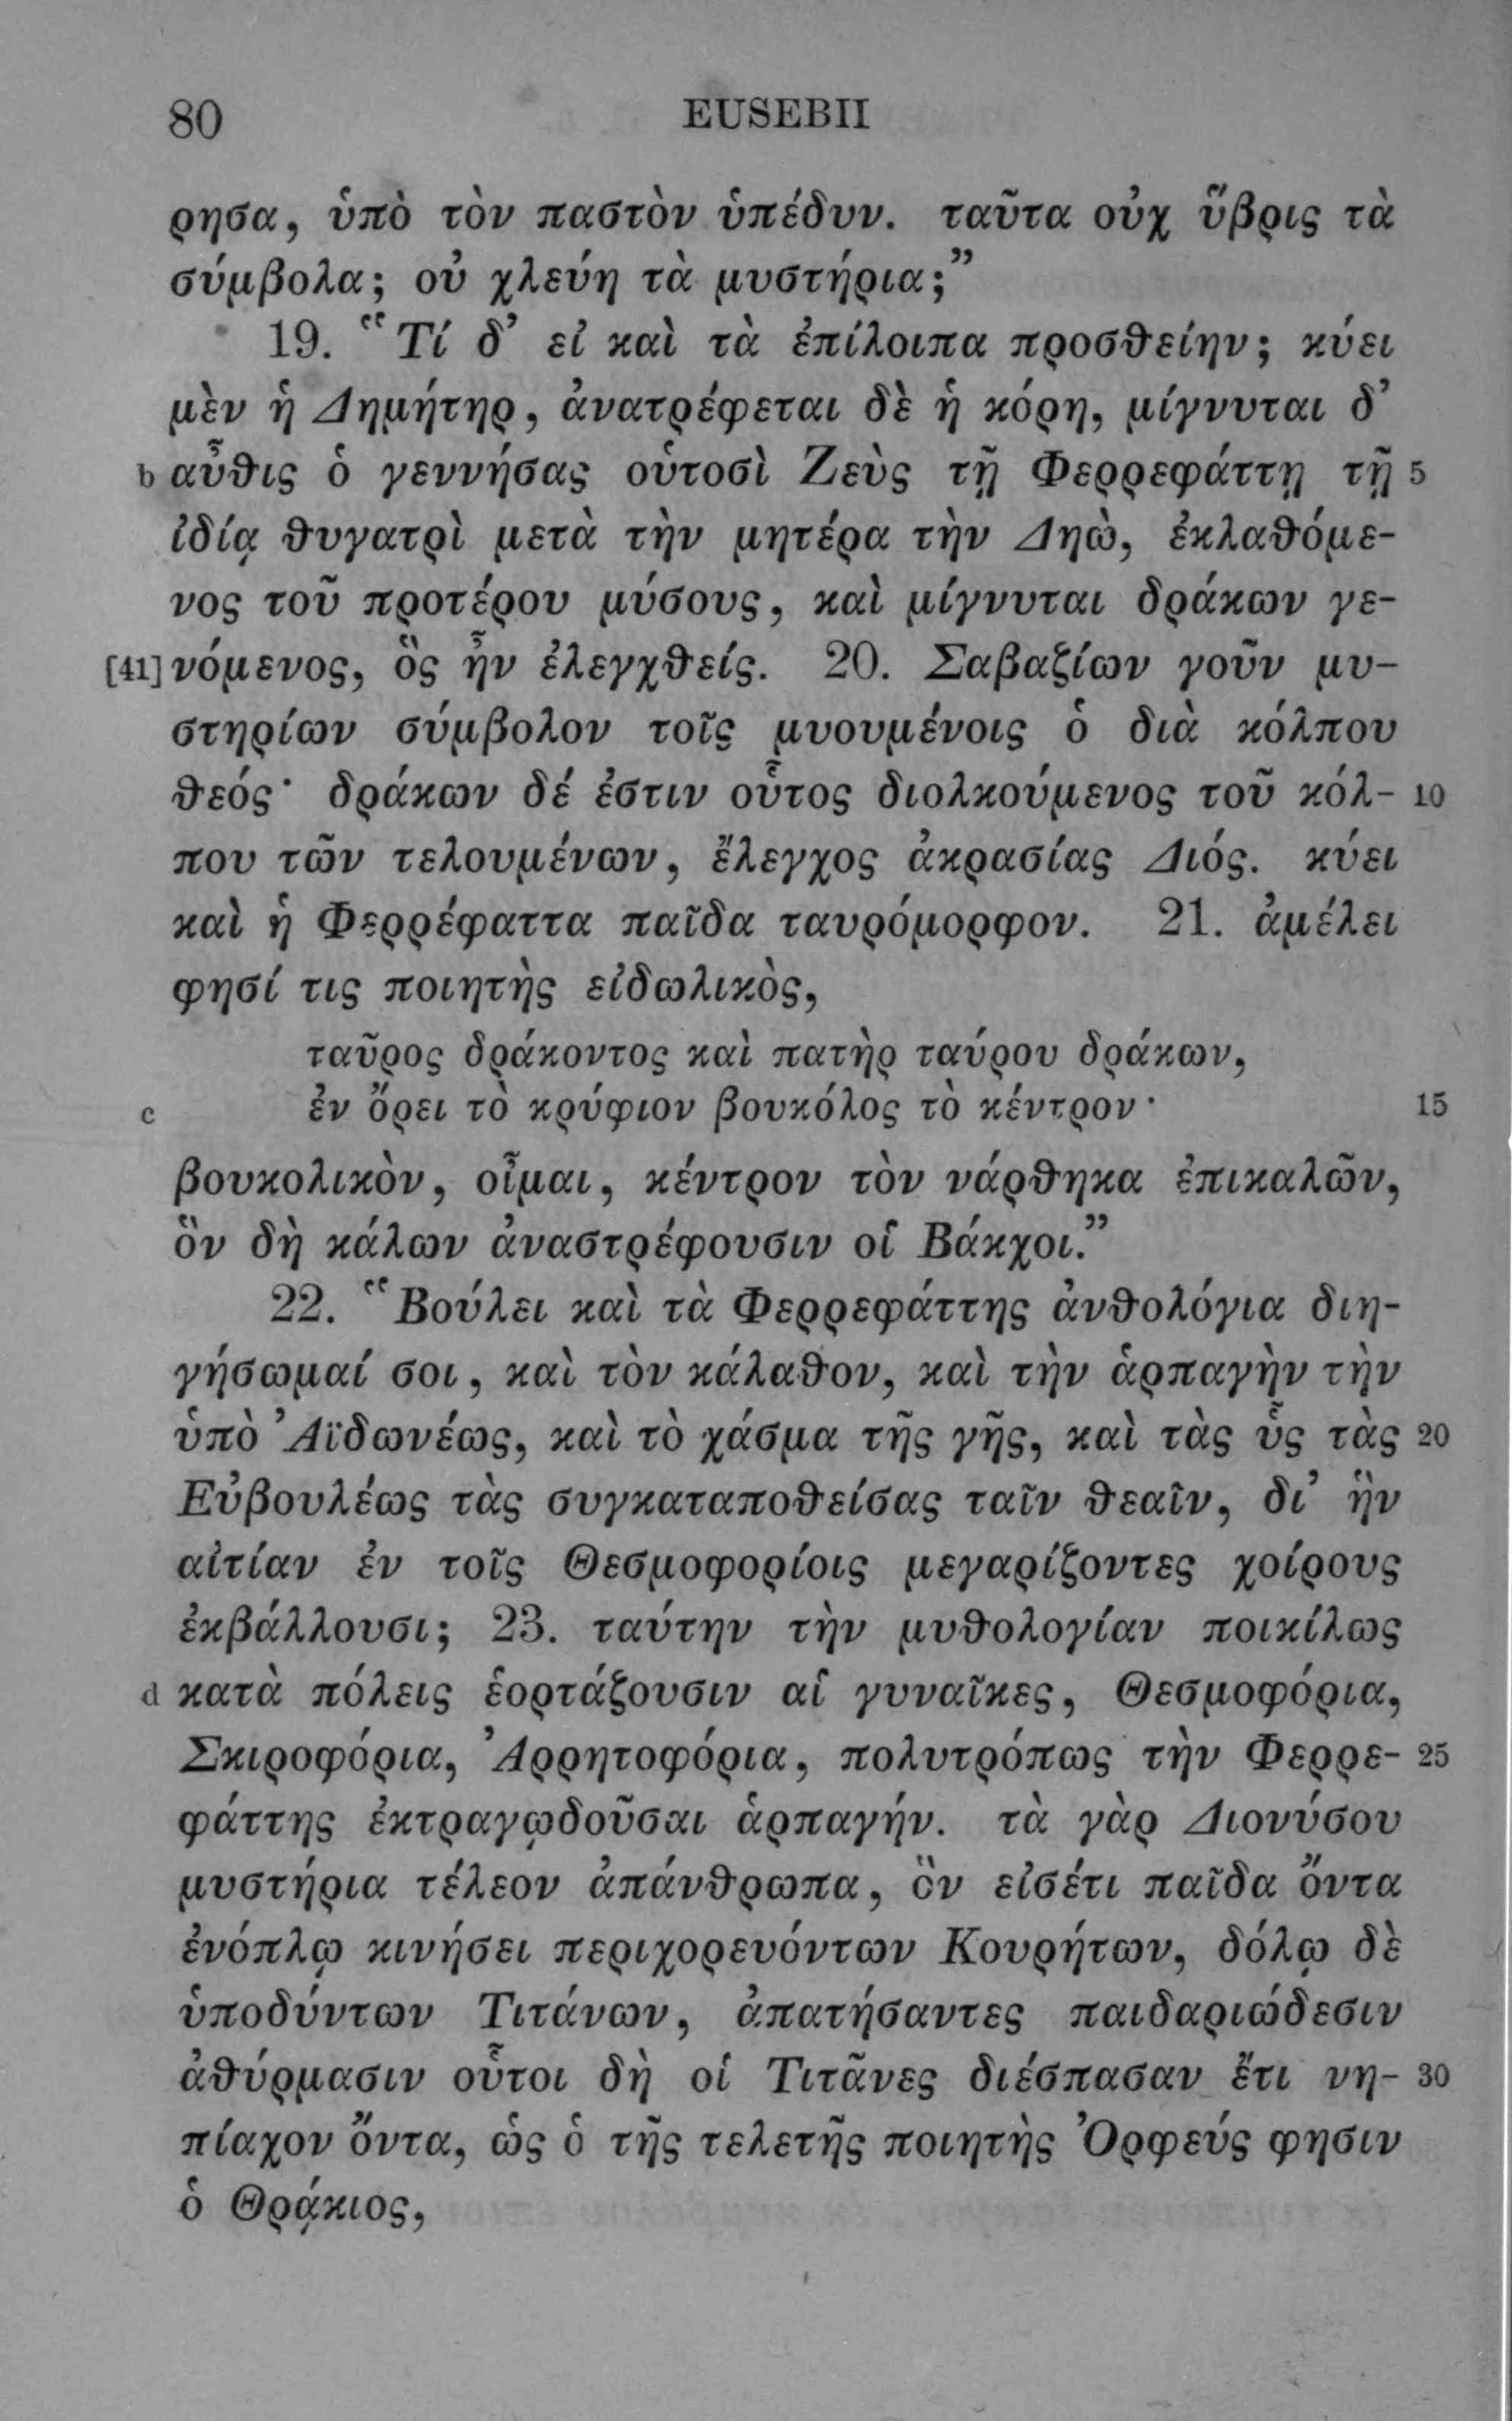 80 EUSEBII
ρησα, ὑπὸ τὸν παστὸν ὑπέδυν. ταῦτα οὐχ ὕβρις τὰ
σύμβολα; οὐ χλεύη τὰ μυστήρια;”
19. “Τί δ’ εἰ καὶ τὰ ἐπίλοιπα προσθείην; κύει
μὲν ἡ Δημήτηρ, ἀνατρέφεται δὲ ἡ κόρη, μίγνυται δ’
b αὖθις ὁ γεννήσας οὑτοσὶ Ζεὺς τῇ Φερρεφάττῃ τῇ 5
ἰδίᾳ θυγατρὶ μετὰ τὴν μητέρα τὴν Δηὼ, ἐκλαθόμε-
νος τοῦ προτέρου μύσους, καὶ μίγνυται δράκων γε-
[41] νόμενος, ὃς ἦν ἐλεγχθείς. 20. Σαβαζίων γοῦν μυ-
στηρίων σύμβολον τοῖς μυουμένοις ὁ διὰ κόλπου
θεός· δράκων δέ ἐστιν οὗτος διολκούμενος τοῦ κόλ- 10
που τῶν τελουμένων, ἔλεγχος ἀκρασίας Διός. κύει
καὶ ἡ Φερρέφαττα παῖδα ταυρόμορφον. 21. ἀμέλει
φησί τις ποιητὴς εἰδωλικὸς,
ταῦρος δράκοντος καὶ πατὴρ ταύρου δράκων,
c ἐν ὄρει τὸ κρύφιον βουκόλος τὸ κέντρον· 15
βουκολικὸν, οἶμαι, κέντρον τὸν νάρθηκα ἐπικαλῶν,
ὃν δὴ κάλων ἀναστρέφουσιν οἱ Βάκχοι.”
22. “Βούλει καὶ τὰ Φερρεφάττης ἀνθολόγια διη-
γήσωμαί σοι, καὶ τὸν κάλαθον, καὶ τὴν ἁρπαγὴν τὴν
ὑπὸ Ἀϊδωνέως, καὶ τὸ χάσμα τῆς γῆς, καὶ τὰς ὗς τὰς 20
Εὐβουλέως τὰς συγκαταποθείσας ταῖν θεαῖν, δι’ ἣν
αἰτίαν ἐν τοῖς Θεσμοφορίοις μεγαρίζοντες χοίρους
ἐκβάλλουσι; 23. ταύτην τὴν μυθολογίαν ποικίλως
d κατὰ πόλεις ἑορτάζουσιν αἱ γυναῖκες, Θεσμοφόρια,
Σκιροφόρια, Ἀρρητοφόρια, πολυτρόπως τὴν Φερρε- 25
φάττης ἐκτραγῳδοῦσαι ἁρπαγήν. τὰ γὰρ Διονύσου
μυστήρια τέλεον ἀπάνθρωπα, ὃν εἰσέτι παῖδα ὄντα
ἐνόπλῳ κινήσει περιχορευόντων Κουρήτων, δόλῳ δὲ
ὑποδύντων Τιτάνων, ἀπατήσαντες παιδαριώδεσιν
ἀθύρμασιν οὗτοι δὴ οἱ Τιτᾶνες διέσπασαν ἔτι νη- 30
πίαχον ὄντα, ὡς ὁ τῆς τελετῆς ποιητὴς Ὀρφεύς φησιν
ὁ Θρᾴκιος,